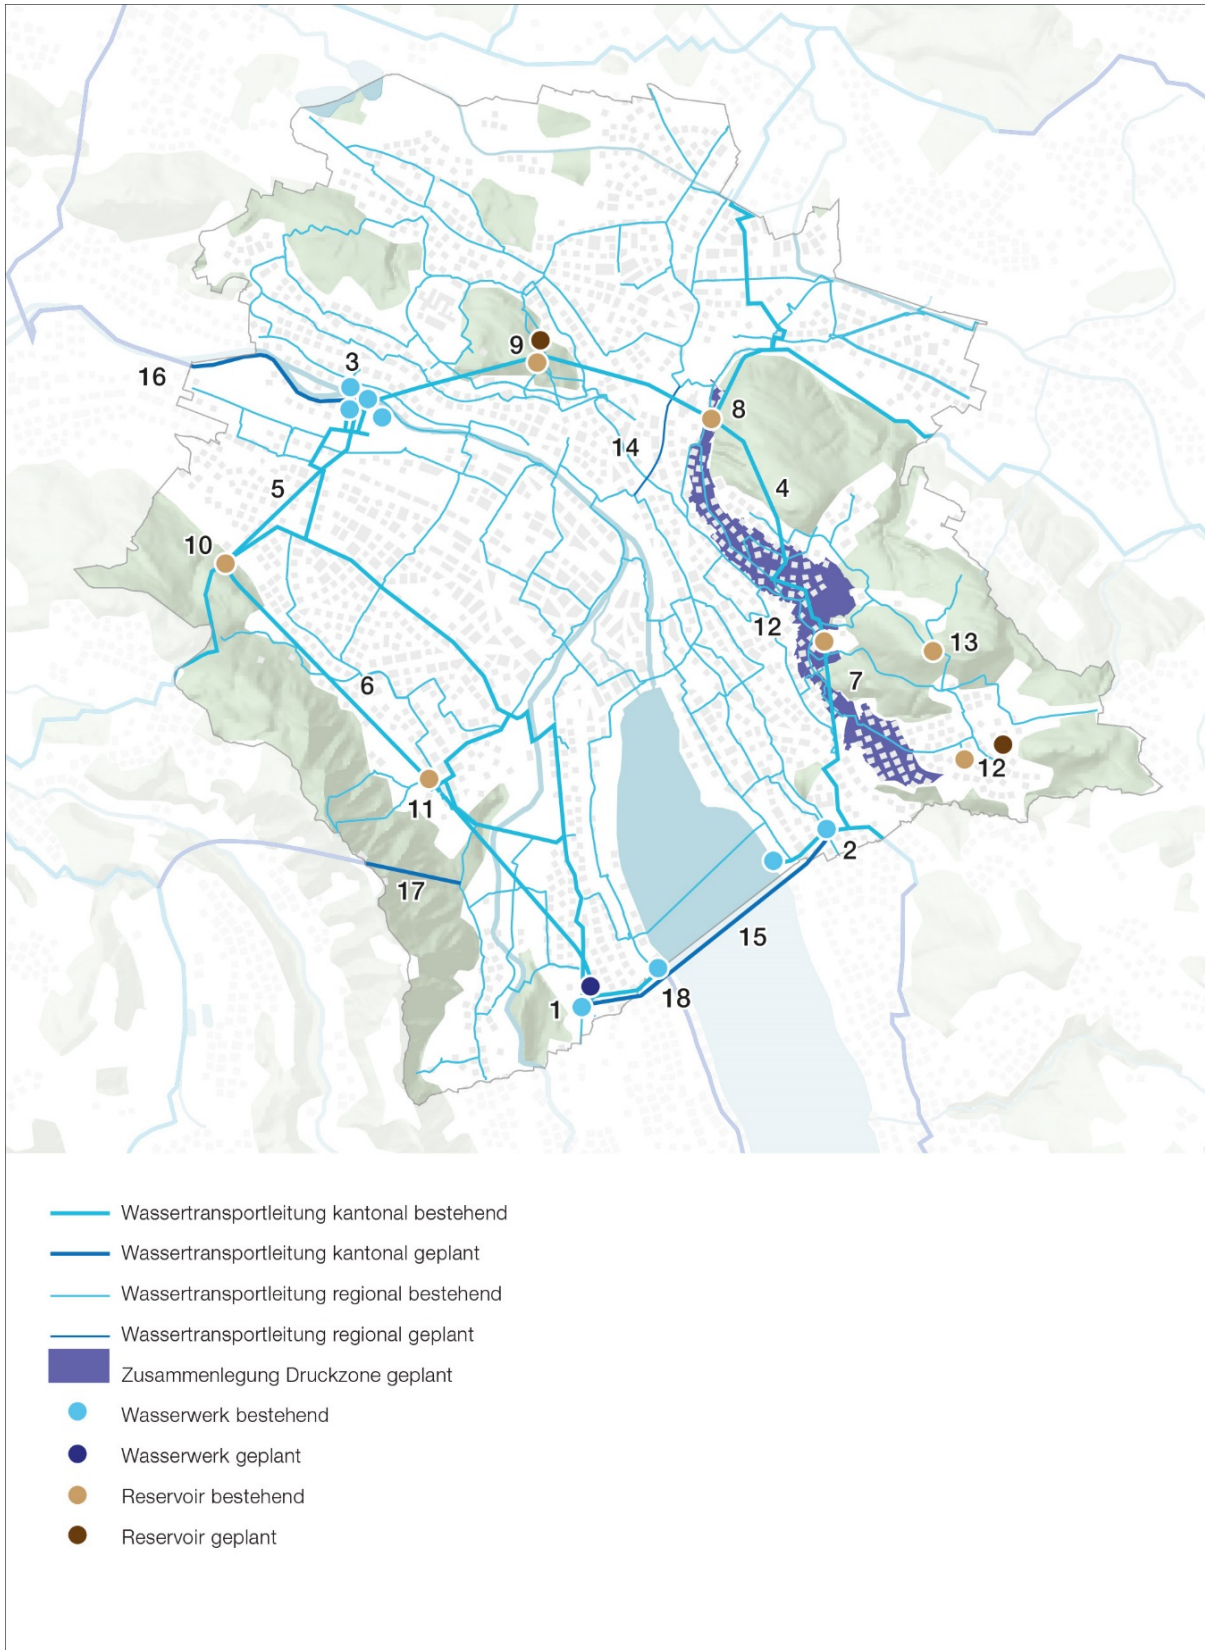 9
3
16
8
14
5
4
10
12
13
6
7
12
11
2
17
15
18
1
Wassertransportleitung kantonal bestehend
Wassertransportleitung kantonal geplant
Wassertransportleitung regional bestehend
Wassertransportleitung regional geplant
Zusammenlegung Druckzone geplant
Wasserwerk bestehend
Wasserwerk geplant
Reservoir bestehend
Reservoir geplant